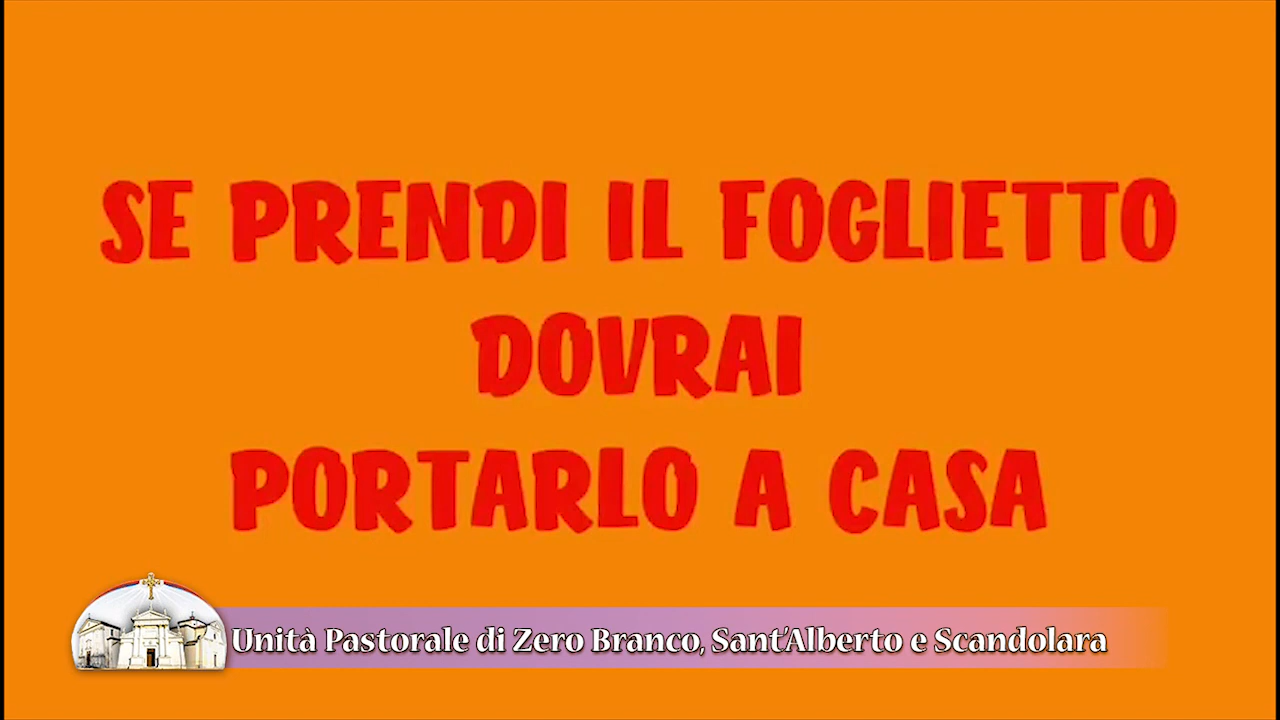 SE PRENDI IL FOGLIETTO
DOVRAI
PORTARLO A CASA
Unità Pastorale di Zero Branco, Sant'Alberto e Scandolara